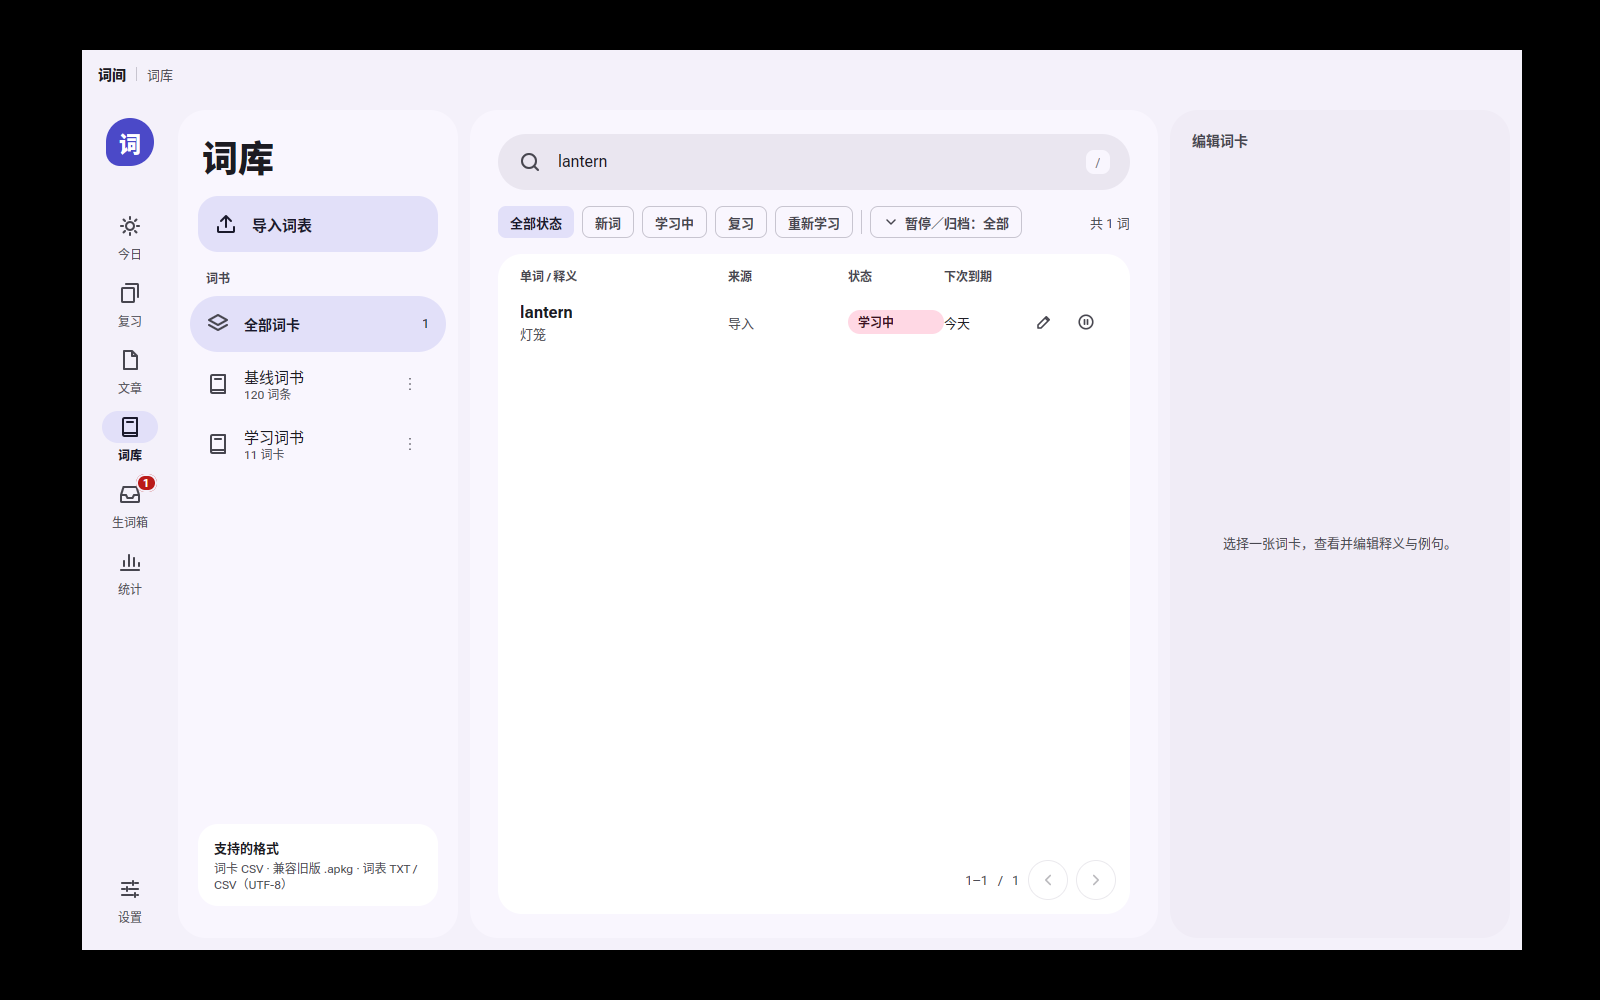 词间 词库
词
今日
复习
文章
词库
1
生词箱
统计
设置
词库
导入词表
词书
全部词卡 1
基线词书
120 词条
学习词书
11 词卡
支持的格式
词卡 CSV · 兼容旧版 .apkg · 词表 TXT /
CSV（UTF-8）
lantern /
全部状态 新词 学习中 复习 重新学习 暂停／归档：全部 共 1 词
单词 / 释义 来源 状态 下次到期
lantern
灯笼
导入 学习中 今天
1–1 / 1
编辑词卡
选择一张词卡，查看并编辑释义与例句。